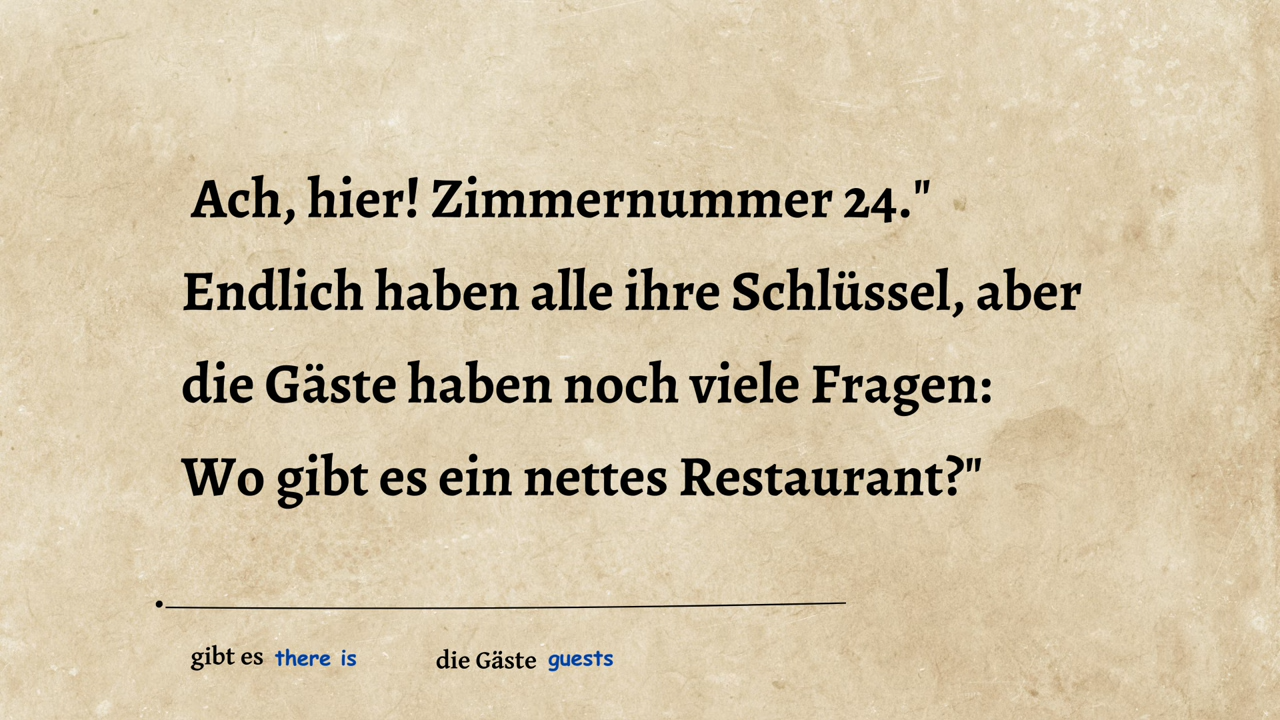 Ach, hier! Zimmernummer 24."
Endlich haben alle ihre Schlüssel, aber
die Gäste haben noch viele Fragen:
Wo gibt es ein nettes Restaurant?"
gibt es there is die Gäste guests